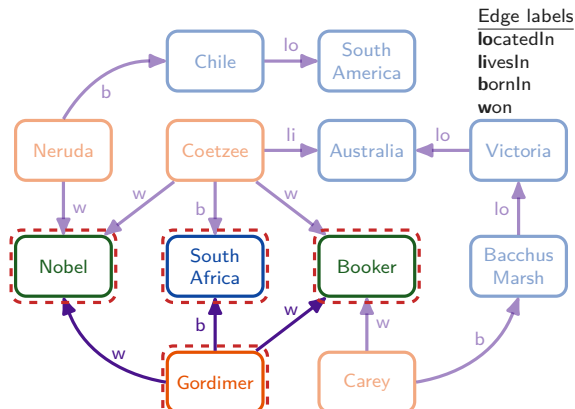 Edge labels
locatedIn
livesIn
bornIn
won
Chile
lo
South
America
b
Neruda
Coetzee
li
Australia
lo
Victoria
w
w
b
w
lo
Nobel
South
Africa
Booker
Bacchus
Marsh
w
b
w
w
b
Gordimer
Carey